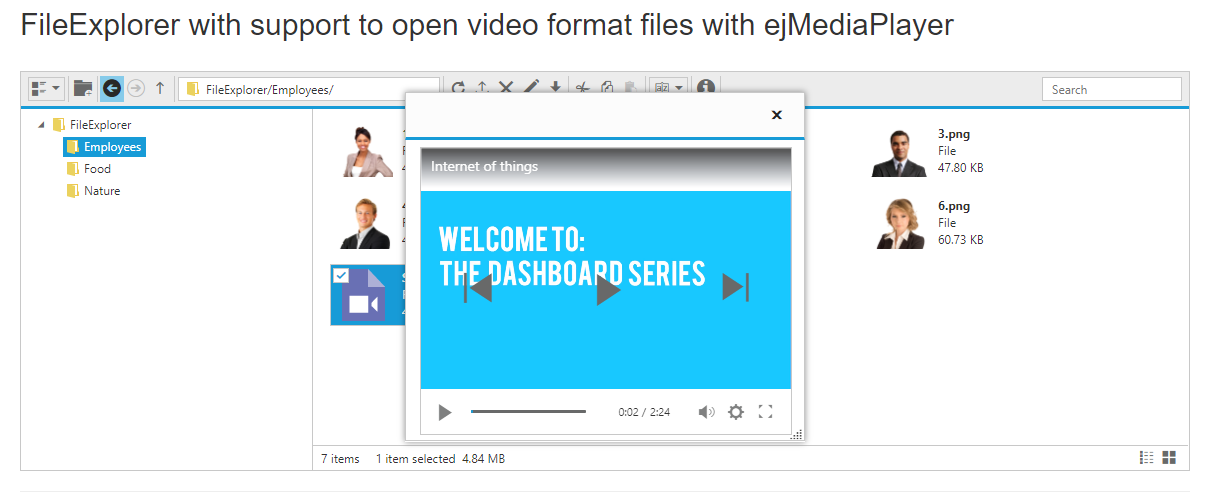 FileExplorer with support to open video format files with ejMediaPlayer
FileExplorer/Employees/
Search
FileExplorer
Employees
Food
Nature
3.png
File
47.80 KB
6.png
File
60.73 KB
Internet of things
WELCOME TO:
THE DASHBOARD SERIES
0:02 / 2:24
7 items 1 item selected 4.84 MB